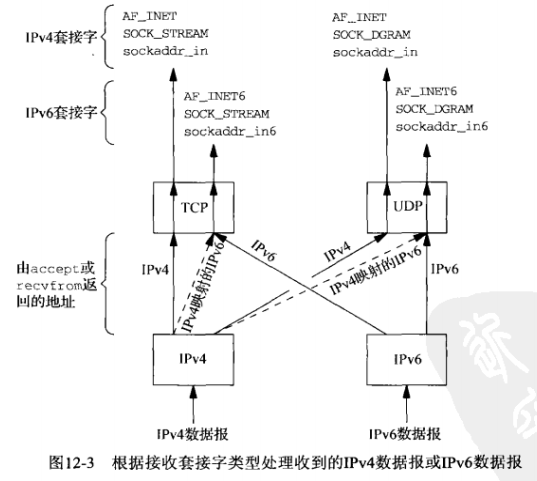 IPv4套接字
AF_INET
SOCK_STREAM
sockaddr_in
AF_INET
SOCK_DGRAM
sockaddr_in
IPv6套接字
AF_INET6
SOCK_STREAM
sockaddr_in6
AF_INET6
SOCK_DGRAM
sockaddr_in6
TCP
UDP
由accept或
recvfrom返
回的地址
IPv4
IPv4映射的IPv6
IPv6
IPv4
IPv4映射的IPv6
IPv6
IPv4
IPv6
IPv4数据报
IPv6数据报
图12-3 根据接收套接字类型处理收到的IPv4数据报或IPv6数据报